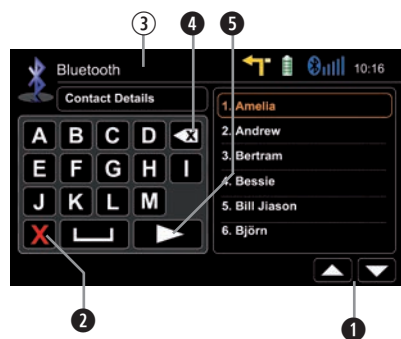 3 4 5
Bluetooth 10:16
Contact Details
A B C D
E F G H I
J K L M
X
1. Amelia
2. Andrew
3. Bertram
4. Bessie
5. Bill Jiason
6. Björn
2 1